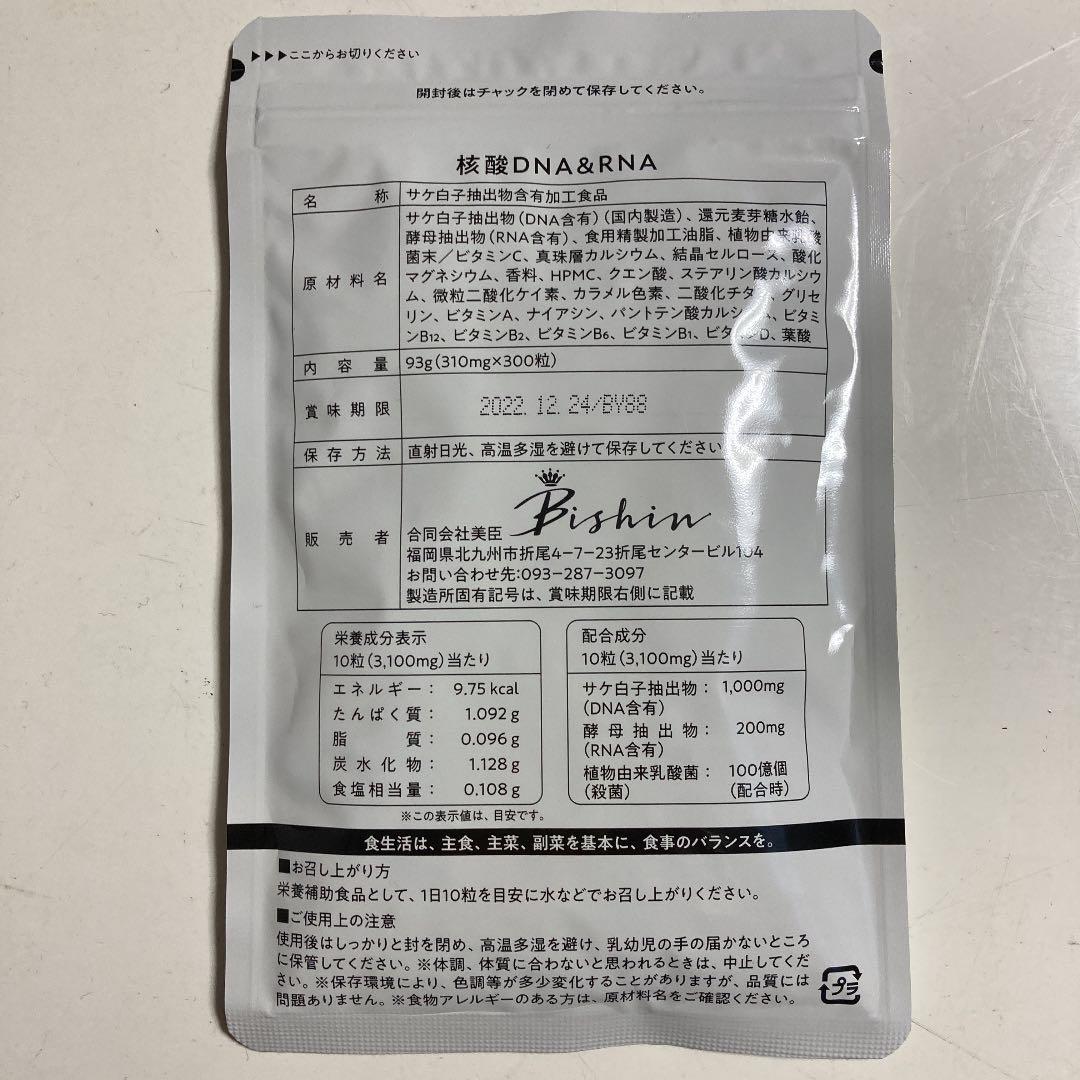 ▶▶▶ここからお切りください
開封後はチャックを閉めて保存してください。
核酸DNA&RNA
名称 サケ白子抽出物含有加工食品
原材料名 サケ白子抽出物(DNA含有)(国内製造)、還元麦芽糖水飴、
酵母抽出物(RNA含有)、食用精製加工油脂、植物由来乳酸
菌末/ビタミンC、真珠層カルシウム、結晶セルロース、酸化
マグネシウム、香料、HPMC、クエン酸、ステアリン酸カルシウ
ム、微粒二酸化ケイ素、カラメル色素、二酸化チタン、グリセ
リン、ビタミンA、ナイアシン、パントテン酸カルシウム、ビタミ
ンB12、ビタミンB2、ビタミンB6、ビタミンB1、ビタミンD、葉酸
内容量 93g(310mg×300粒)
賞味期限 2022.12.24/BY88
保存方法 直射日光、高温多湿を避けて保存してください
販売者 Bishin
合同会社美臣
福岡県北九州市折尾4-7-23折尾センタービル104
お問い合わせ先:093-287-3097
製造所固有記号は、賞味期限右側に記載
栄養成分表示
10粒(3,100mg)当たり
エネルギー: 9.75kcal
たんぱく質: 1.092g
脂質: 0.096g
炭水化物: 1.128g
食塩相当量: 0.108g
※この表示値は、目安です。
配合成分
10粒(3,100mg)当たり
サケ白子抽出物: 1,000mg
(DNA含有)
酵母抽出物: 200mg
(RNA含有)
植物由来乳酸菌: 100億個
(殺菌) (配合時)
食生活は、主食、主菜、副菜を基本に、食事のバランスを。
■お召し上がり方
栄養補助食品として、1日10粒を目安に水などでお召し上がりください。
■ご使用上の注意
使用後はしっかりと封を閉め、高温多湿を避け、乳幼児の手の届かないところ
に保管してください。※体調、体質に合わないと思われるときは、中止してくだ
さい。※保存環境により、色調等が多少変化することがありますが、品質には
問題ありません。※食物アレルギーのある方は、原材料名をご確認ください。
プラ